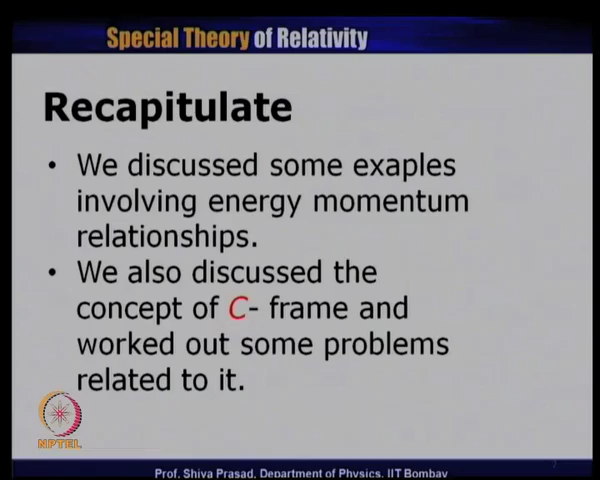 Special Theory of Relativity
Recapitulate
• We discussed some exaples
involving energy momentum
relationships.
• We also discussed the
concept of C- frame and
worked out some problems
related to it.
NPTEL
Prof. Shiva Prasad, Department of Physics, IIT Bombay
7